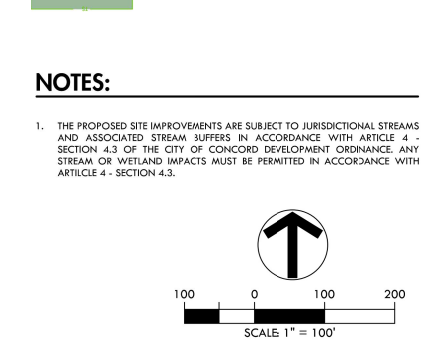 NOTES:
1. THE PROPOSED SITE IMPROVEMENTS ARE SUBJECT TO JURISDICTIONAL STREAMS
AND ASSOCIATED STREAM BUFFERS IN ACCORDANCE WITH ARTICLE 4 -
SECTION 4.3 OF THE CITY OF CONCORD DEVELOPMENT ORDINANCE. ANY
STREAM OR WETLAND IMPACTS MUST BE PERMITTED IN ACCORDANCE WITH
ARTILCLE 4 - SECTION 4.3.
100 0 100 200
SCALE: 1" = 100'